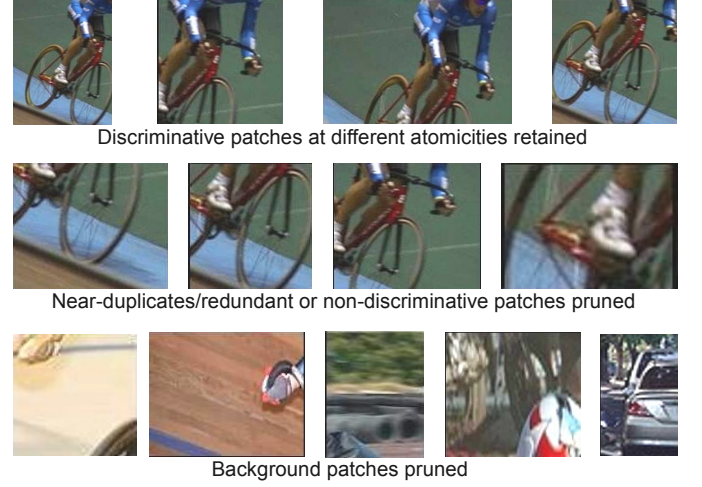 Discriminative patches at different atomicities retained
Near-duplicates/redundant or non-discriminative patches pruned
Background patches pruned